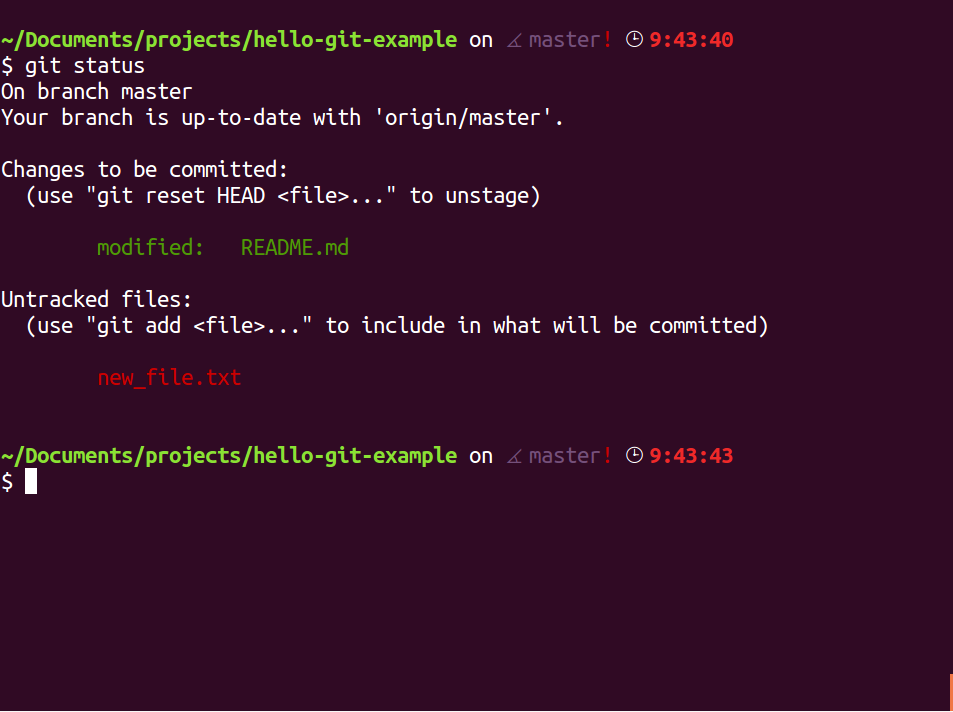 ~/Documents/projects/hello-git-example on ⦨ master! 🕒 9:43:40
$ git status
On branch master
Your branch is up-to-date with 'origin/master'.
Changes to be committed:
  (use "git reset HEAD <file>..." to unstage)
        modified:   README.md
Untracked files:
  (use "git add <file>..." to include in what will be committed)
        new_file.txt
~/Documents/projects/hello-git-example on ⦨ master! 🕒 9:43:43
$